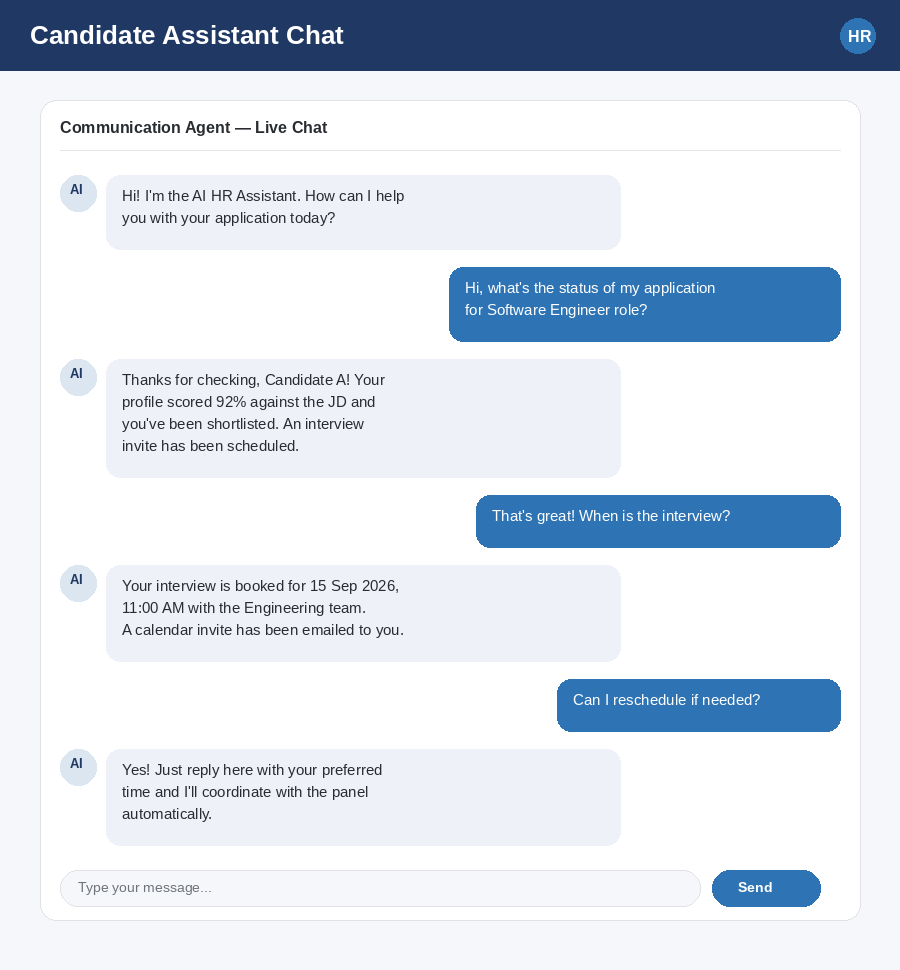 Candidate Assistant Chat
HR
Communication Agent — Live Chat
AI
Hi! I'm the AI HR Assistant. How can I help
you with your application today?
Hi, what's the status of my application
for Software Engineer role?
AI
Thanks for checking, Candidate A! Your
profile scored 92% against the JD and
you've been shortlisted. An interview
invite has been scheduled.
That's great! When is the interview?
AI
Your interview is booked for 15 Sep 2026,
11:00 AM with the Engineering team.
A calendar invite has been emailed to you.
Can I reschedule if needed?
AI
Yes! Just reply here with your preferred
time and I'll coordinate with the panel
automatically.
Type your message...
Send